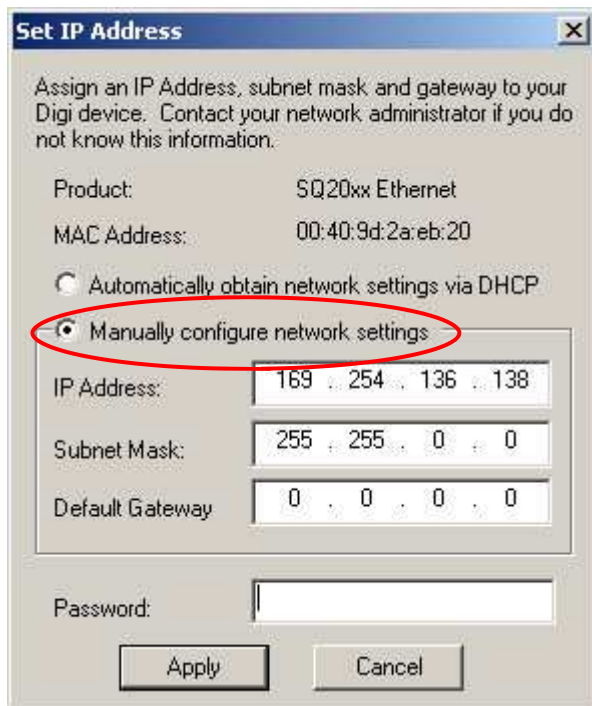 Set IP Address
Assign an IP Address, subnet mask and gateway to your
Digi device. Contact your network administrator if you do
not know this information.
Product: SQ20xx Ethernet
MAC Address: 00:40:9d:2a:eb:20
Automatically obtain network settings via DHCP
Manually configure network settings
IP Address: 169 . 254 . 136 . 138
Subnet Mask: 255 . 255 . 0 . 0
Default Gateway 0 . 0 . 0 . 0
Password:
Apply Cancel